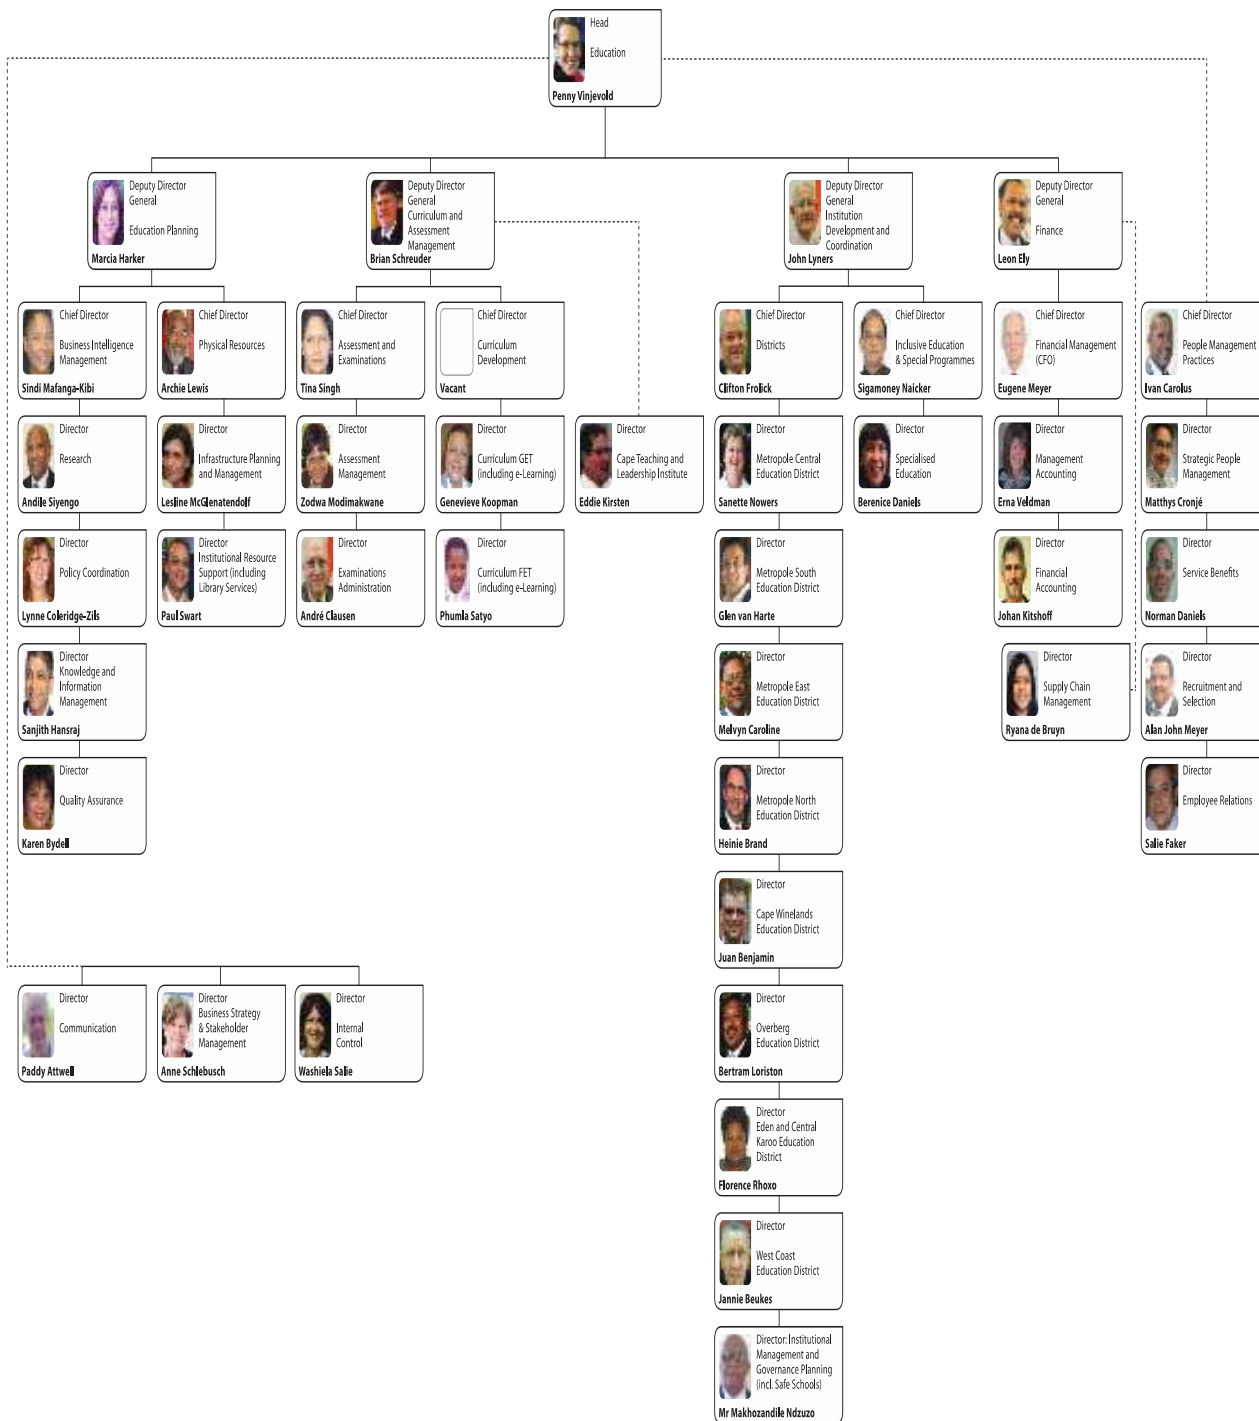 Head
Education
Penny Vinjevold
Deputy Director
General
Education Planning
Marcia Harker
Deputy Director
General
Curriculum and
Assessment
Management
Brian Schreuder
Deputy Director
General
Institution
Development and
Coordination
John Lyners
Deputy Director
General
Finance
Leon Ely
Chief Director
Business Intelligence
Management
Sindi Mafanga-Kibi
Chief Director
Physical Resources
Archie Lewis
Chief Director
Assessment and
Examinations
Tina Singh
Chief Director
Curriculum
Development
Vacant
Chief Director
Districts
Clifton Frolick
Chief Director
Inclusive Education
& Special Programmes
Sigamoney Naicker
Chief Director
Financial Management
(CFO)
Eugene Meyer
Chief Director
People Management
Practices
Ivan Carolus
Director
Research
Andile Siyengo
Director
Infrastructure Planning
and Management
Lesline McGlenatendolf
Director
Assessment
Management
Zodwa Modimakwane
Director
Curriculum GET
(including e-Learning)
Genevieve Koopman
Director
Cape Teaching and
Leadership Institute
Eddie Kirsten
Director
Metropole Central
Education District
Sanette Nowers
Director
Specialised
Education
Berenice Daniels
Director
Management
Accounting
Erna Veldman
Director
Strategic People
Management
Matthys Cronjé
Director
Policy Coordination
Lynne Coleridge-Zils
Director
Institutional Resource
Support (including
Library Services)
Paul Swart
Director
Examinations
Administration
André Clausen
Director
Curriculum FET
(including e-Learning)
Phumla Satyo
Director
Metropole South
Education District
Glen van Harte
Director
Financial
Accounting
Johan Kitshoff
Director
Service Benefits
Norman Daniels
Director
Knowledge and
Information
Management
Sanjith Hansraj
Director
Metropole East
Education District
Melvyn Caroline
Director
Supply Chain
Management
Ryana de Bruyn
Director
Recruitment and
Selection
Alan John Meyer
Director
Quality Assurance
Karen Bydell
Director
Metropole North
Education District
Heinie Brand
Director
Employee Relations
Salie Faker
Director
Cape Winelands
Education District
Juan Benjamin
Director
Communication
Paddy Attwell
Director
Business Strategy
& Stakeholder
Management
Anne Schlebusch
Director
Internal
Control
Washiela Salie
Director
Overberg
Education District
Bertram Loriston
Director
Eden and Central
Karoo Education
District
Florence Rhoxo
Director
West Coast
Education District
Jannie Beukes
Director: Institutional
Management and
Governance Planning
(incl. Safe Schools)
Mr Makhozandile Ndzuzo